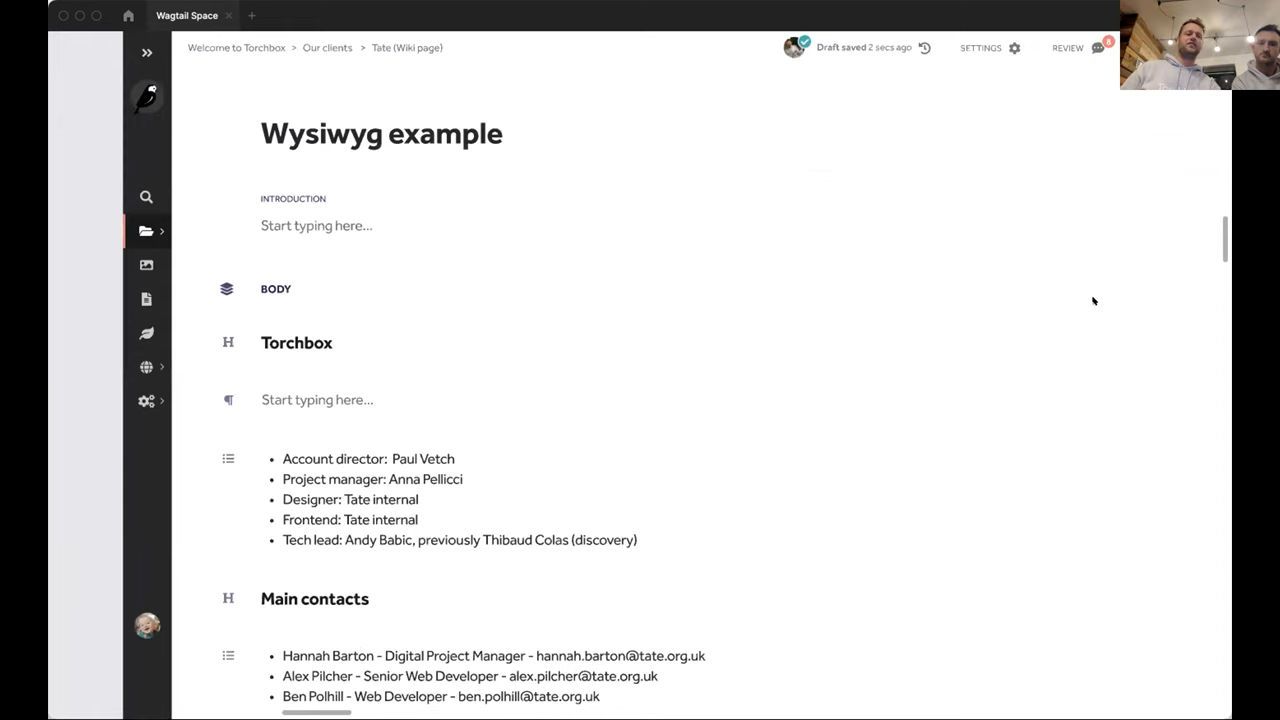 Wagtail Space
Welcome to Torchbox > Our clients > Tate (Wiki page)
Draft saved 2 secs ago
SETTINGS
REVIEW
8
Wysiwyg example
INTRODUCTION
Start typing here...
BODY
H Torchbox
¶ Start typing here...
• Account director: Paul Vetch
• Project manager: Anna Pellicci
• Designer: Tate internal
• Frontend: Tate internal
• Tech lead: Andy Babic, previously Thibaud Colas (discovery)
H Main contacts
• Hannah Barton - Digital Project Manager - hannah.barton@tate.org.uk
• Alex Pilcher - Senior Web Developer - alex.pilcher@tate.org.uk
• Ben Polhill - Web Developer - ben.polhill@tate.org.uk